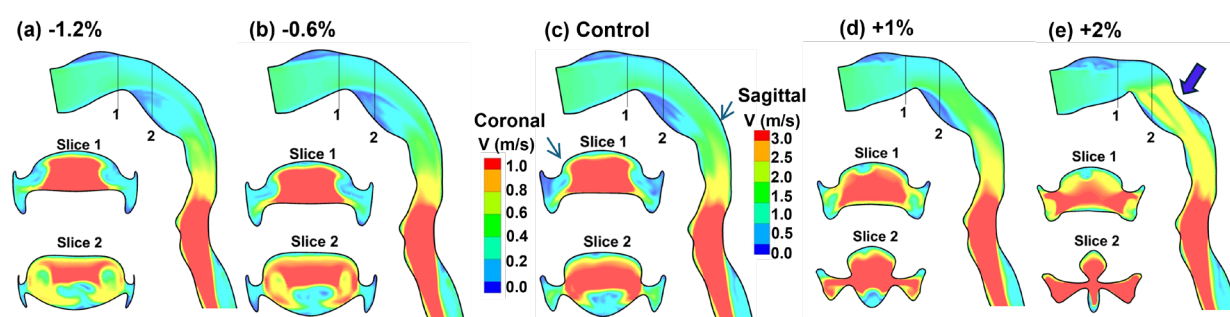 (a) -1.2%
(b) -0.6%
(c) Control
(d) +1%
(e) +2%
1
2
Slice 1
Slice 2
1
2
Slice 1
Slice 2
Coronal
V (m/s)
1.0
0.8
0.6
0.4
0.2
0.0
1
2
Slice 1
Slice 2
Sagittal
V (m/s)
3.0
2.5
2.0
1.5
1.0
0.5
0.0
1
2
Slice 1
Slice 2
1
2
Slice 1
Slice 2